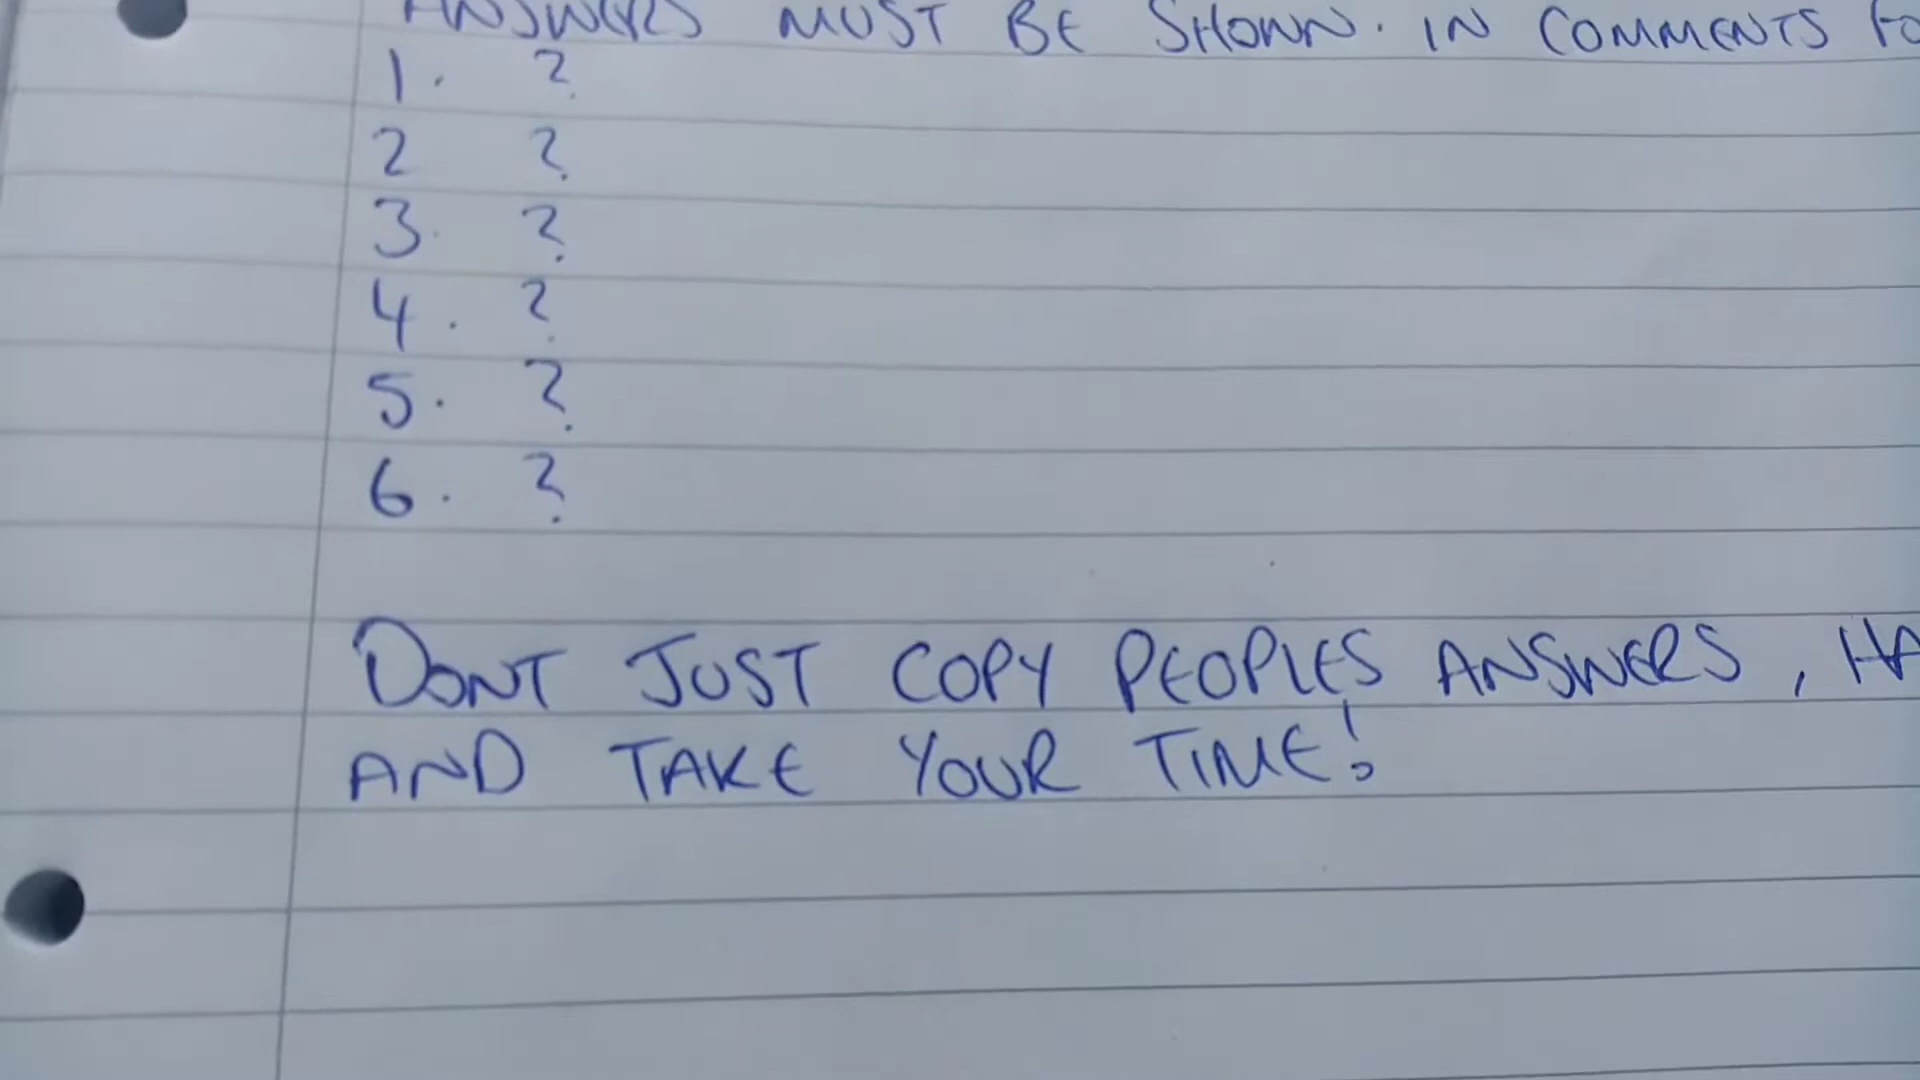 ANSWERS MUST BE SHOWN. IN COMMENTS
1. ?
2 ?
3. ?
4. ?
5. ?
6. ?
DONT JUST COPY PEOPLES ANSWERS,
AND TAKE YOUR TIME!